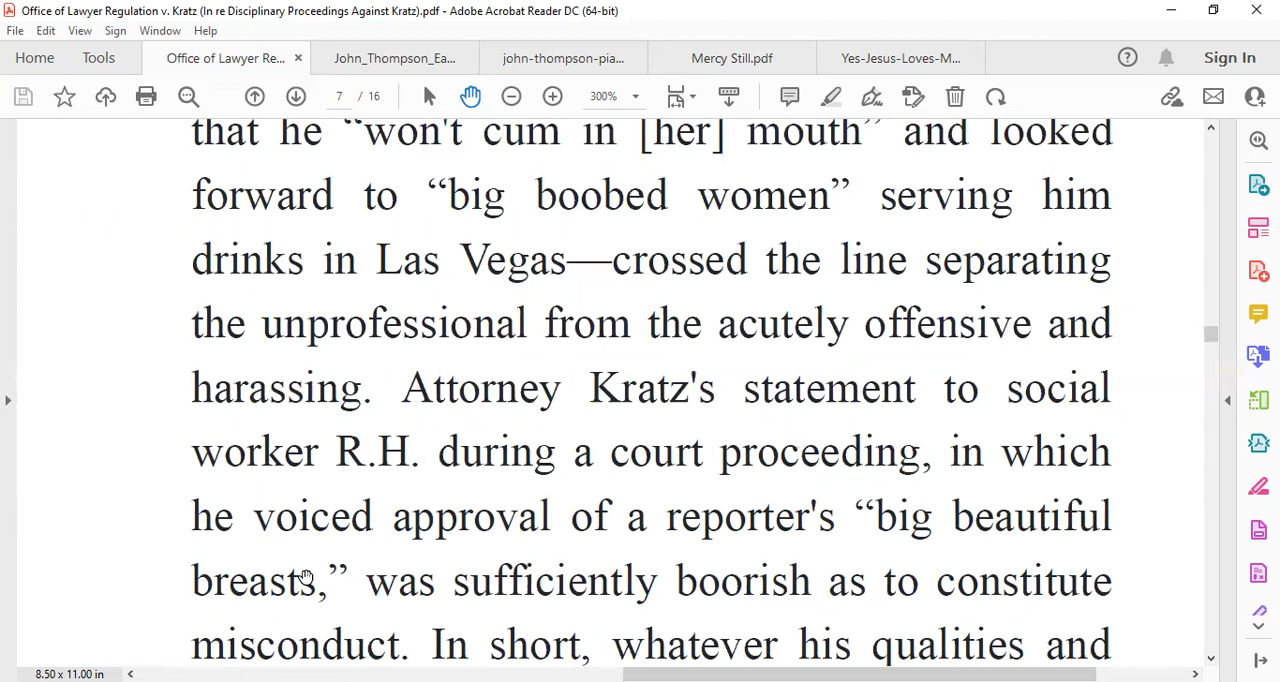 Office of Lawyer Regulation v. Kratz (In re Disciplinary Proceedings Against Kratz).pdf - Adobe Acrobat Reader DC (64-bit)
File Edit View Sign Window Help
Home Tools Office of Lawyer Re... × John_Thompson_Ea... john-thompson-pia... Mercy Still.pdf Yes-Jesus-Loves-M... Sign In
7 / 16 300%
that he “won't cum in [her] mouth” and looked
forward to “big boobed women” serving him
drinks in Las Vegas—crossed the line separating
the unprofessional from the acutely offensive and
harassing. Attorney Kratz's statement to social
worker R.H. during a court proceeding, in which
he voiced approval of a reporter's “big beautiful
breasts,” was sufficiently boorish as to constitute
misconduct. In short, whatever his qualities and
8.50 x 11.00 in